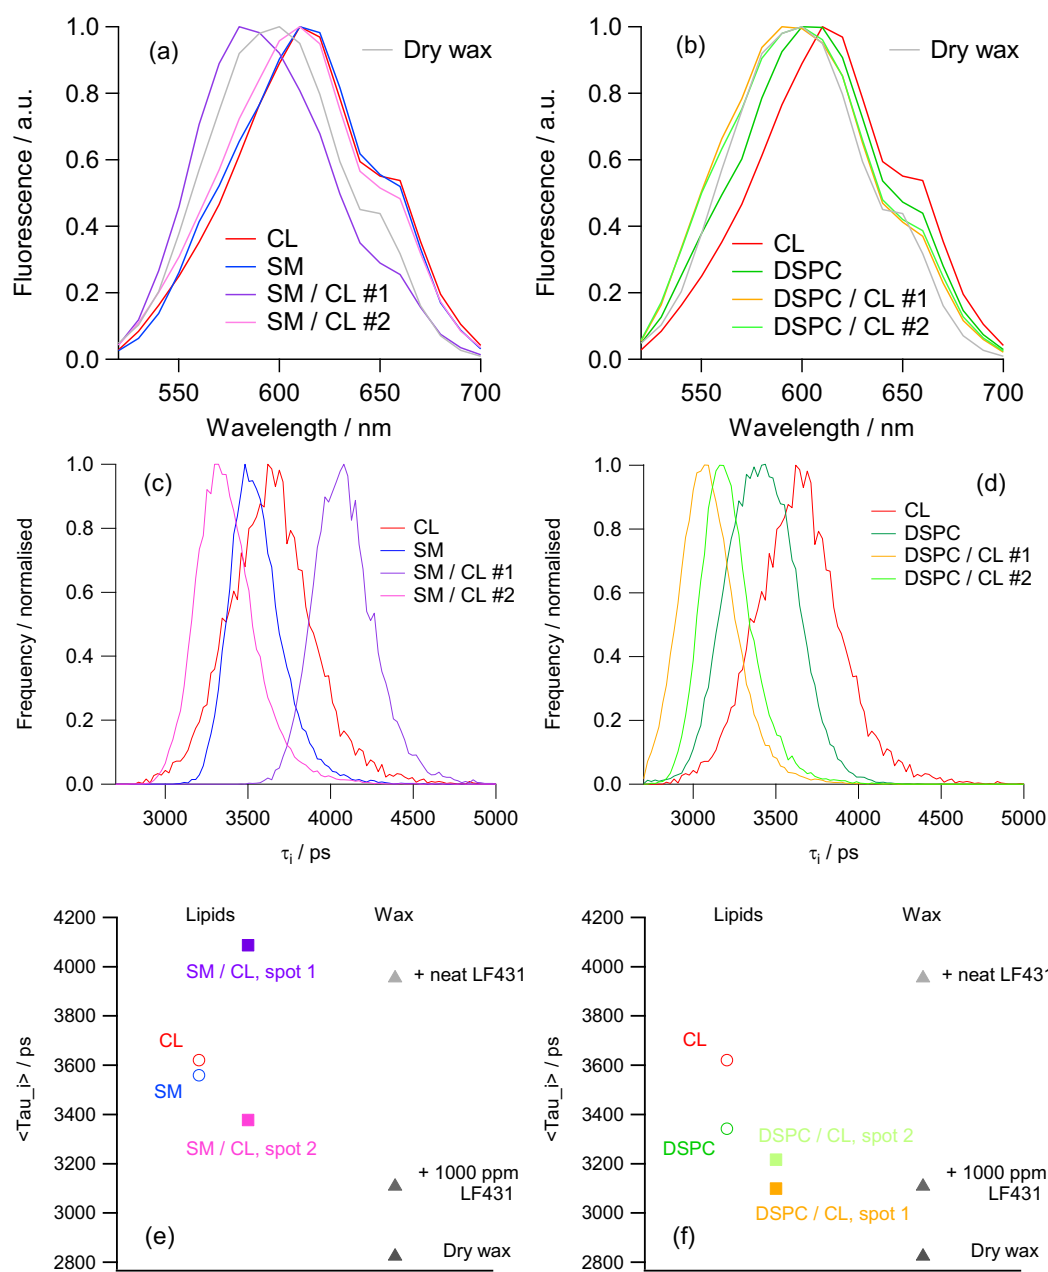 (a)
Dry wax
1.0
0.8
0.6
0.4
0.2
0.0
Fluorescence / a.u.
CL
SM
SM / CL #1
SM / CL #2
550
600
650
700
Wavelength / nm
(b)
Dry wax
1.0
0.8
0.6
0.4
0.2
0.0
Fluorescence / a.u.
CL
DSPC
DSPC / CL #1
DSPC / CL #2
550
600
650
700
Wavelength / nm
(c)
1.0
0.8
0.6
0.4
0.2
0.0
Frequency / normalised
CL
SM
SM / CL #1
SM / CL #2
3000
3500
4000
4500
5000
τi / ps
(d)
1.0
0.8
0.6
0.4
0.2
0.0
Frequency / normalised
CL
DSPC
DSPC / CL #1
DSPC / CL #2
3000
3500
4000
4500
5000
τi / ps
4200
4000
3800
3600
3400
3200
3000
2800
<Tau_i> / ps
Lipids
Wax
SM / CL, spot 1
+ neat LF431
CL
SM
SM / CL, spot 2
+ 1000 ppm
LF431
(e)
Dry wax
4200
4000
3800
3600
3400
3200
3000
2800
<Tau_i> / ps
Lipids
Wax
+ neat LF431
CL
DSPC
DSPC / CL, spot 2
+ 1000 ppm
LF431
DSPC / CL, spot 1
(f)
Dry wax